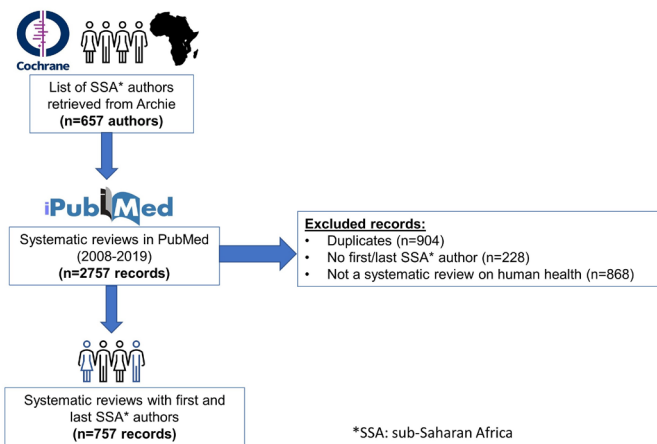 Cochrane
List of SSA* authors
retrieved from Archie
(n=657 authors)
iPubMed
Systematic reviews in PubMed
(2008-2019)
(n=2757 records)
Excluded records:
• Duplicates (n=904)
• No first/last SSA* author (n=228)
• Not a systematic review on human health (n=868)
Systematic reviews with first and
last SSA* authors
(n=757 records)
*SSA: sub-Saharan Africa